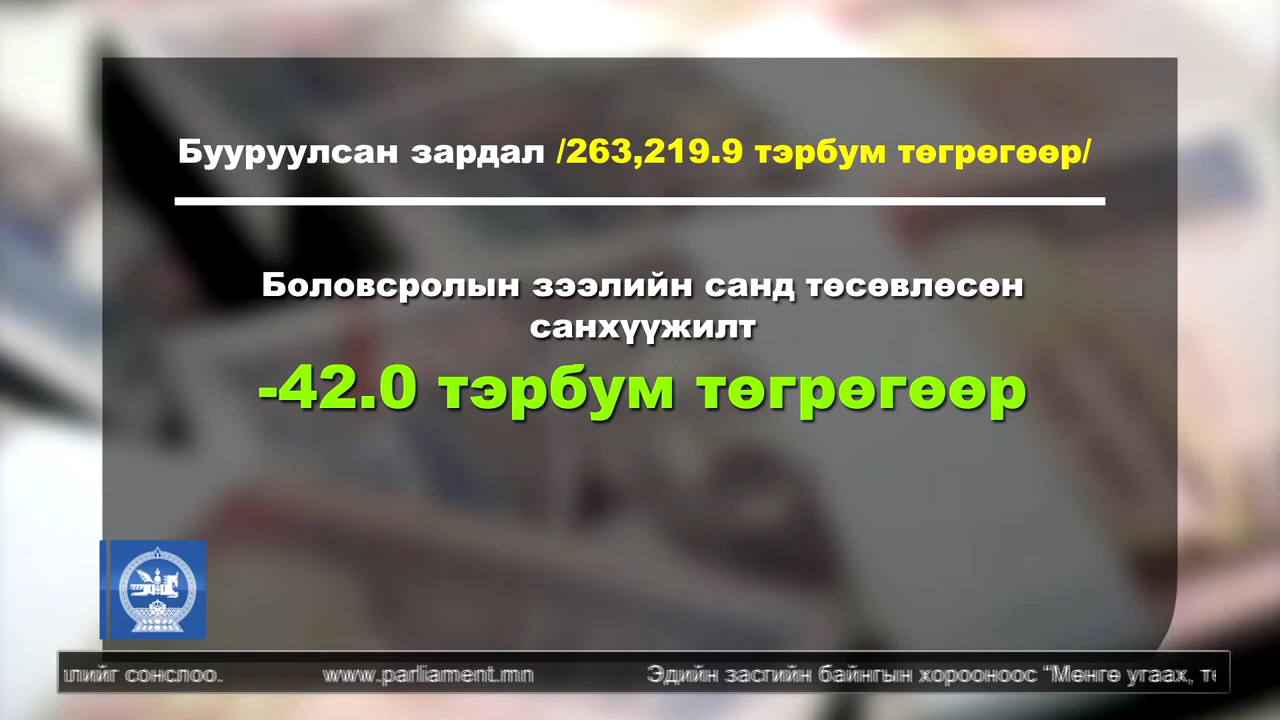 Бууруулсан зардал /263,219.9 тэрбум төгрөгөөр/
Боловсролын зээлийн санд төсөвлөсөн
санхүүжилт
-42.0 тэрбум төгрөгөөр
сонслоо. www.parliament.mn Эдийн засгийн байнгын хорооноос “Мөнгө угаах,